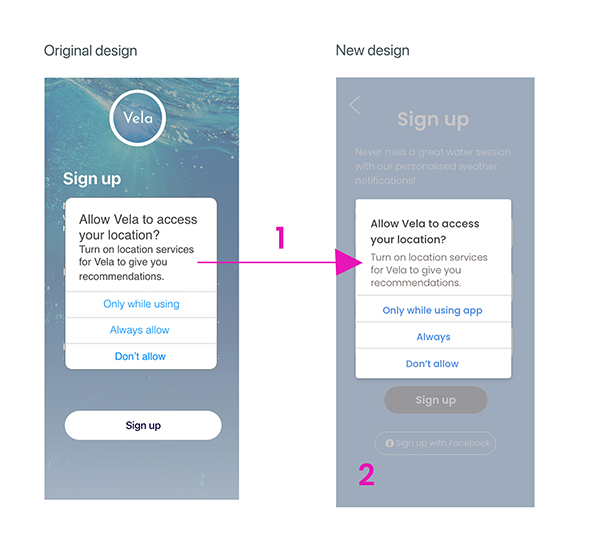 Original design
New design
Vela
Sign up
Allow Vela to access
your location?
Turn on location services
for Vela to give you
recommendations.
Only while using
Always allow
Don't allow
Sign up
1
Sign up
Never miss a great water session
with our personalised weather
notifications!
Allow Vela to access
your location?
Turn on location services
for Vela to give you
recommendations.
Only while using app
Always
Don't allow
Sign up
Sign up with Facebook
2